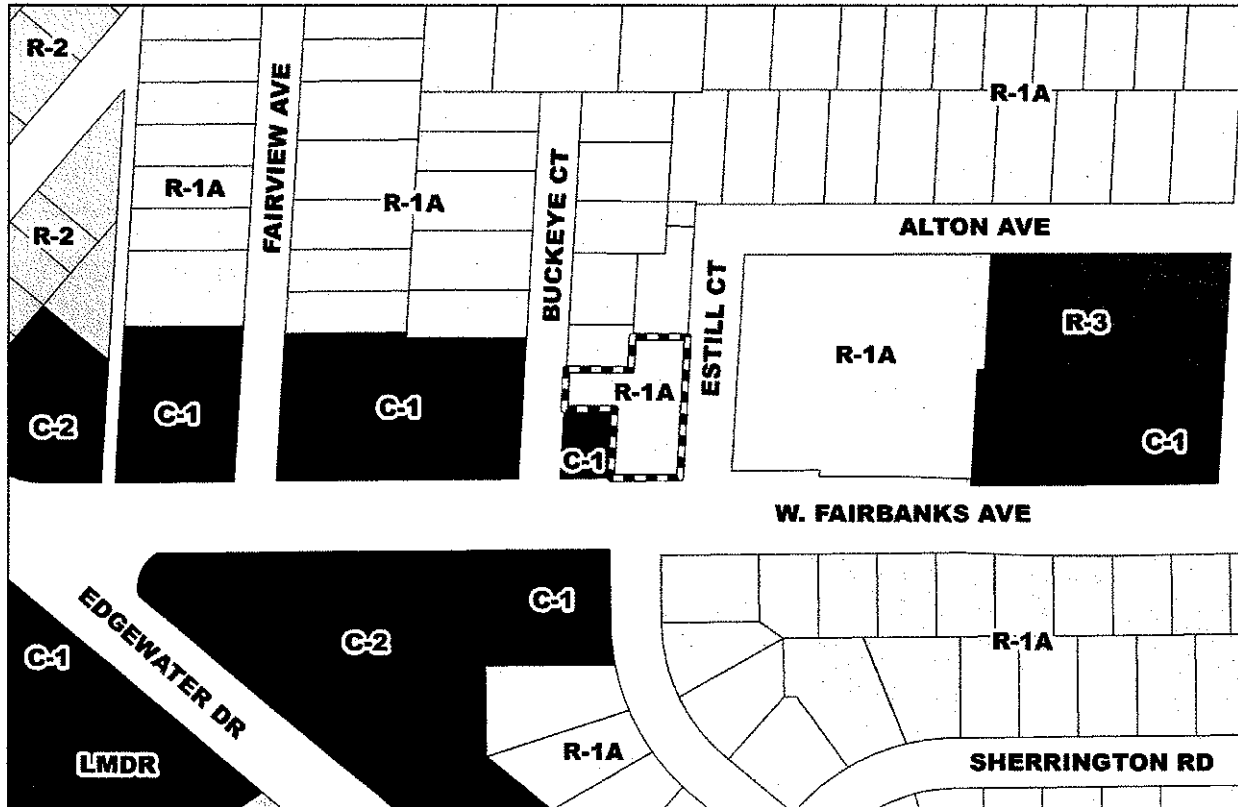 R-2
R-1A
FAIRVIEW AVE
R-1A
R-1A
R-2
BUCKEYE CT
ALTON AVE
ESTILL CT
R-3
R-1A
R-1A
C-2
C-1
C-1
C-1
C-1
W. FAIRBANKS AVE
EDGEWATER DR
C-1
C-1
C-2
R-1A
R-1A
LMDR
SHERRINGTON RD